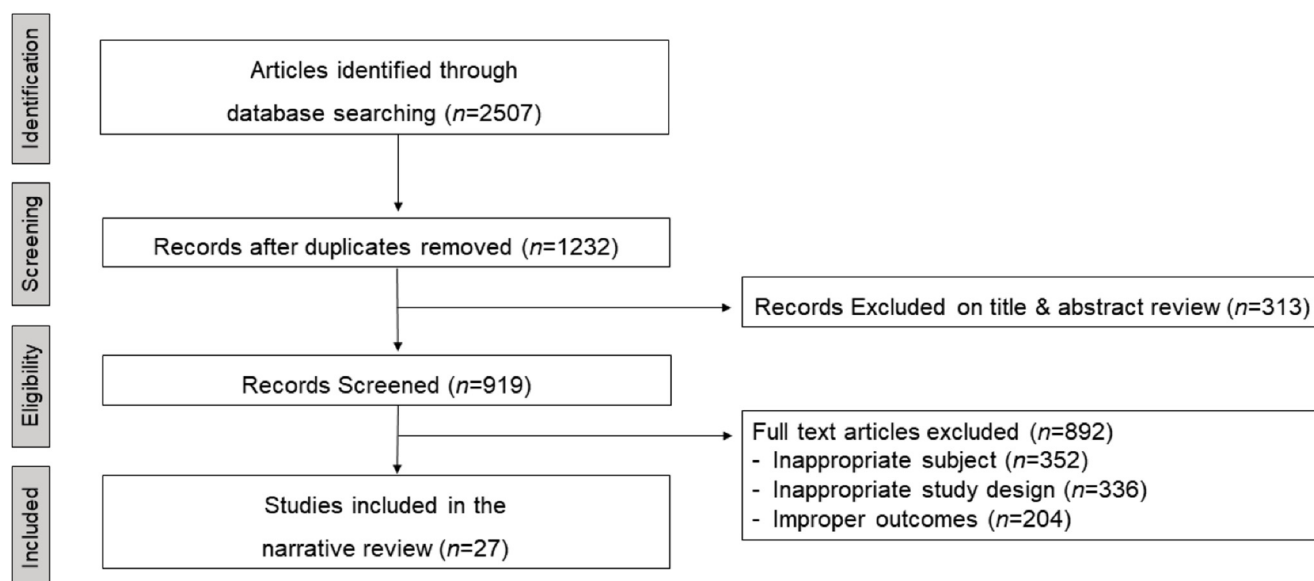 Identification
Articles identified through
database searching (n=2507)
Screening
Records after duplicates removed (n=1232)
Records Excluded on title & abstract review (n=313)
Eligibility
Records Screened (n=919)
Full text articles excluded (n=892)
- Inappropriate subject (n=352)
- Inappropriate study design (n=336)
- Improper outcomes (n=204)
Included
Studies included in the
narrative review (n=27)